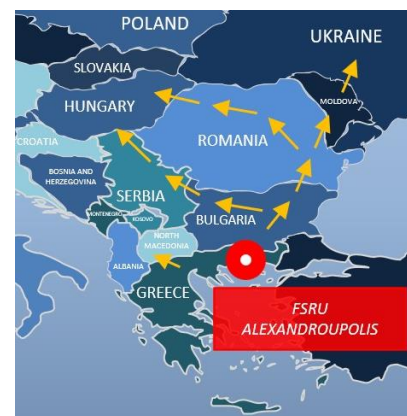 POLAND
UKRAINE
SLOVAKIA
HUNGARY
MOLDOVA
CROATIA
ROMANIA
BOSNIA AND
HERZEGOVINA
SERBIA
MONTENEGRO
KOSOVO
BULGARIA
NORTH
MACEDONIA
ALBANIA
GREECE
FSRU
ALEXANDROUPOLIS